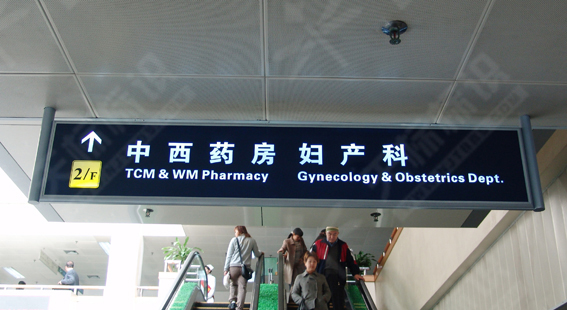 ↑ 中西药房 妇产科
2/F TCM & WM Pharmacy Gynecology & Obstetrics Dept.